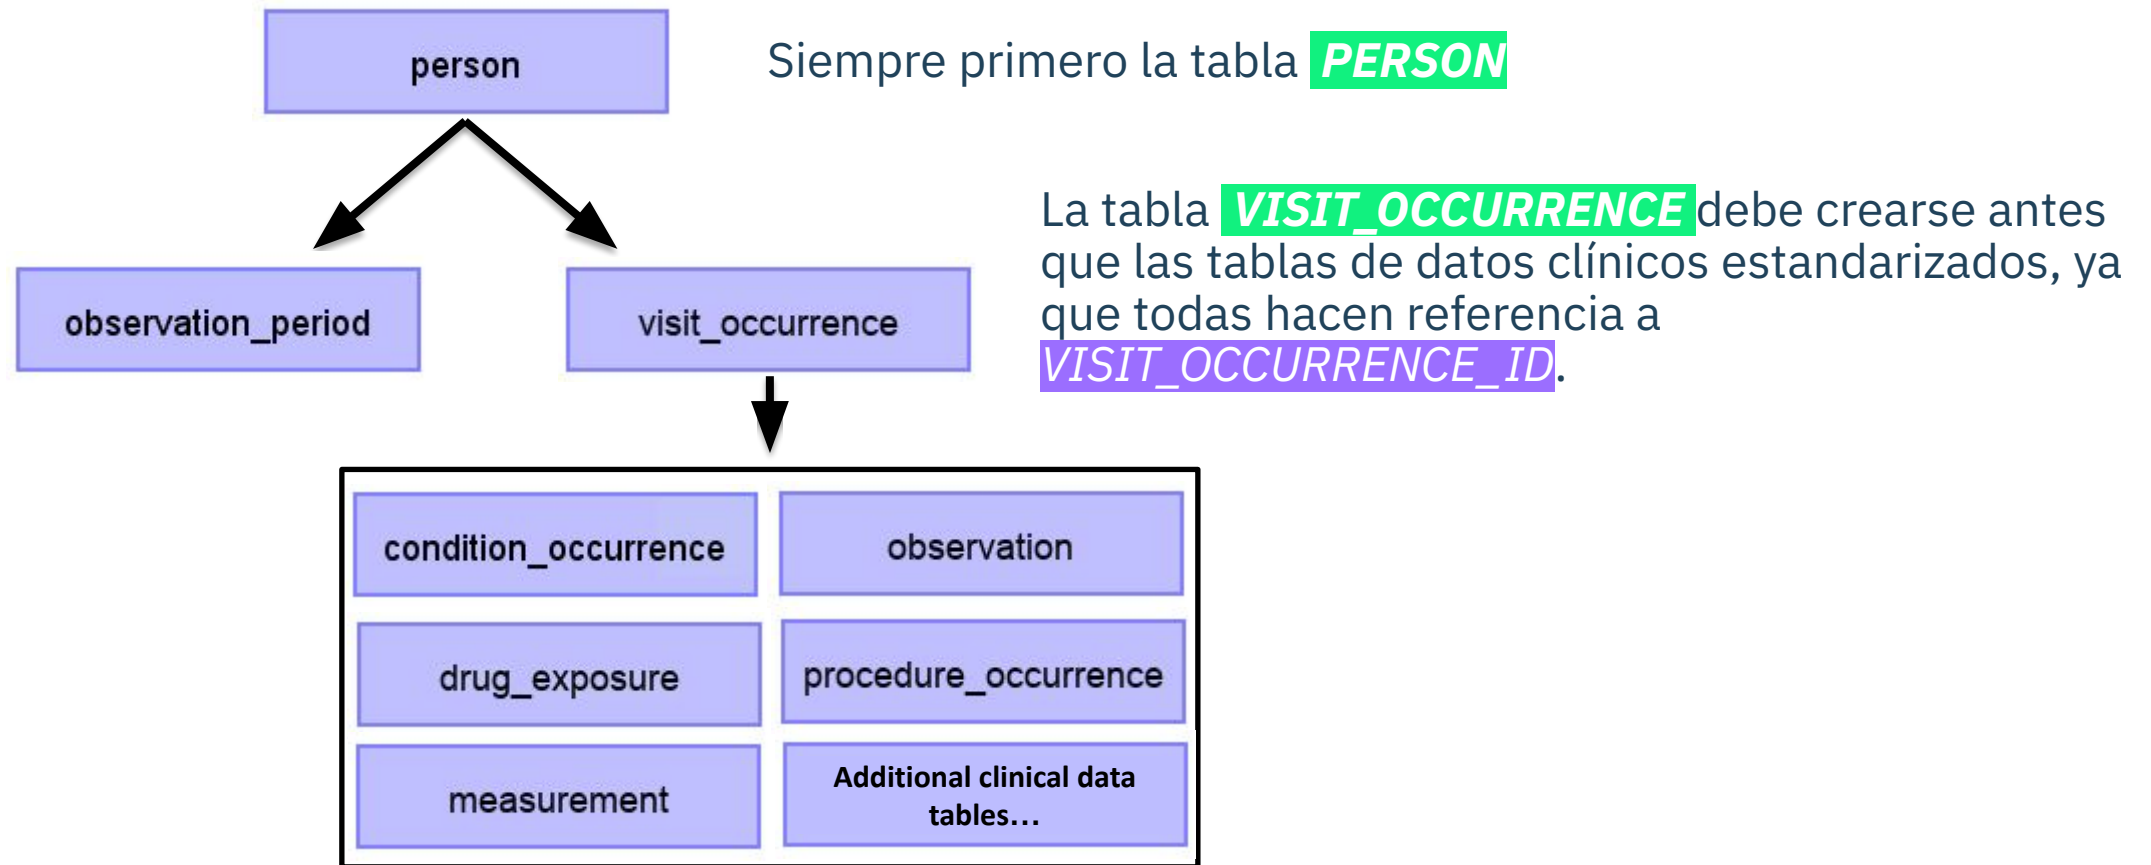 person
Siempre primero la tabla PERSON
La tabla VISIT_OCCURRENCE debe crearse antes
que las tablas de datos clínicos estandarizados, ya
que todas hacen referencia a
VISIT_OCCURRENCE_ID.
observation_period
visit_occurrence
condition_occurrence
observation
drug_exposure
procedure_occurrence
measurement
Additional clinical data
tables...